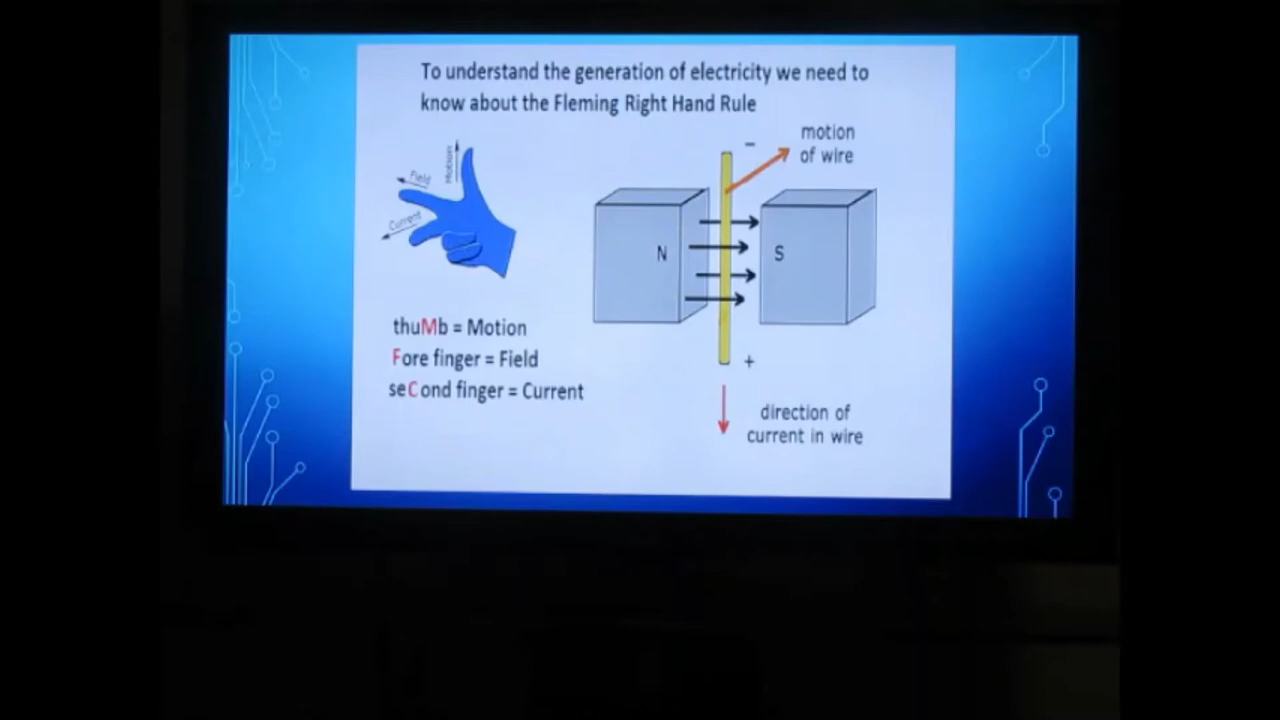 To understand the generation of electricity we need to
know about the Fleming Right Hand Rule
Motion
Field
Current
−
motion
of wire
N
S
thuMb = Motion
Fore finger = Field
seCond finger = Current
+
direction of
current in wire